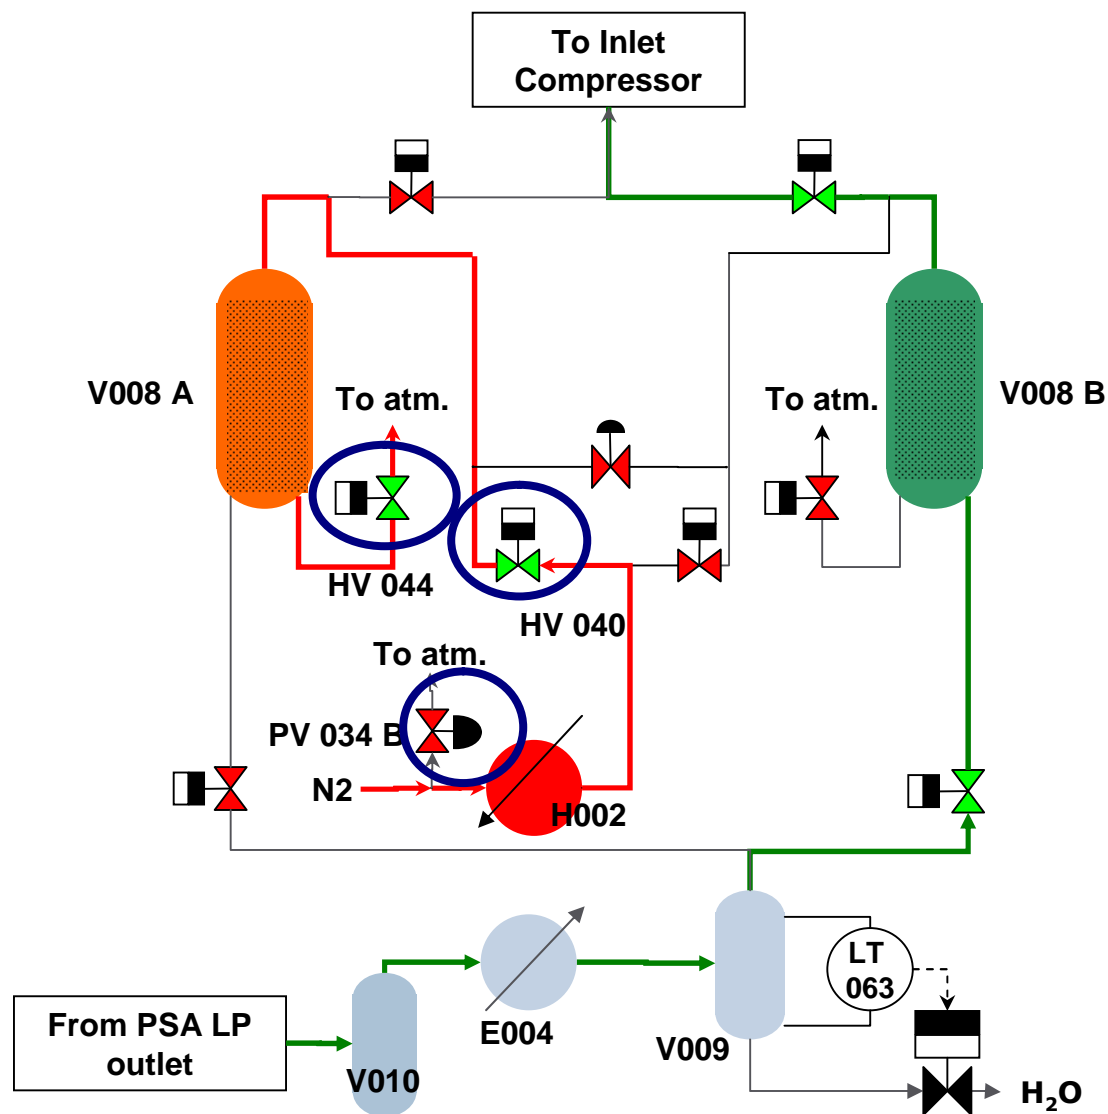 To Inlet
Compressor
V008 A
To atm.
To atm.
V008 B
HV 044
HV 040
To atm.
PV 034 B
N2
H002
LT
063
From PSA LP
outlet
V010
E004
V009
H₂O